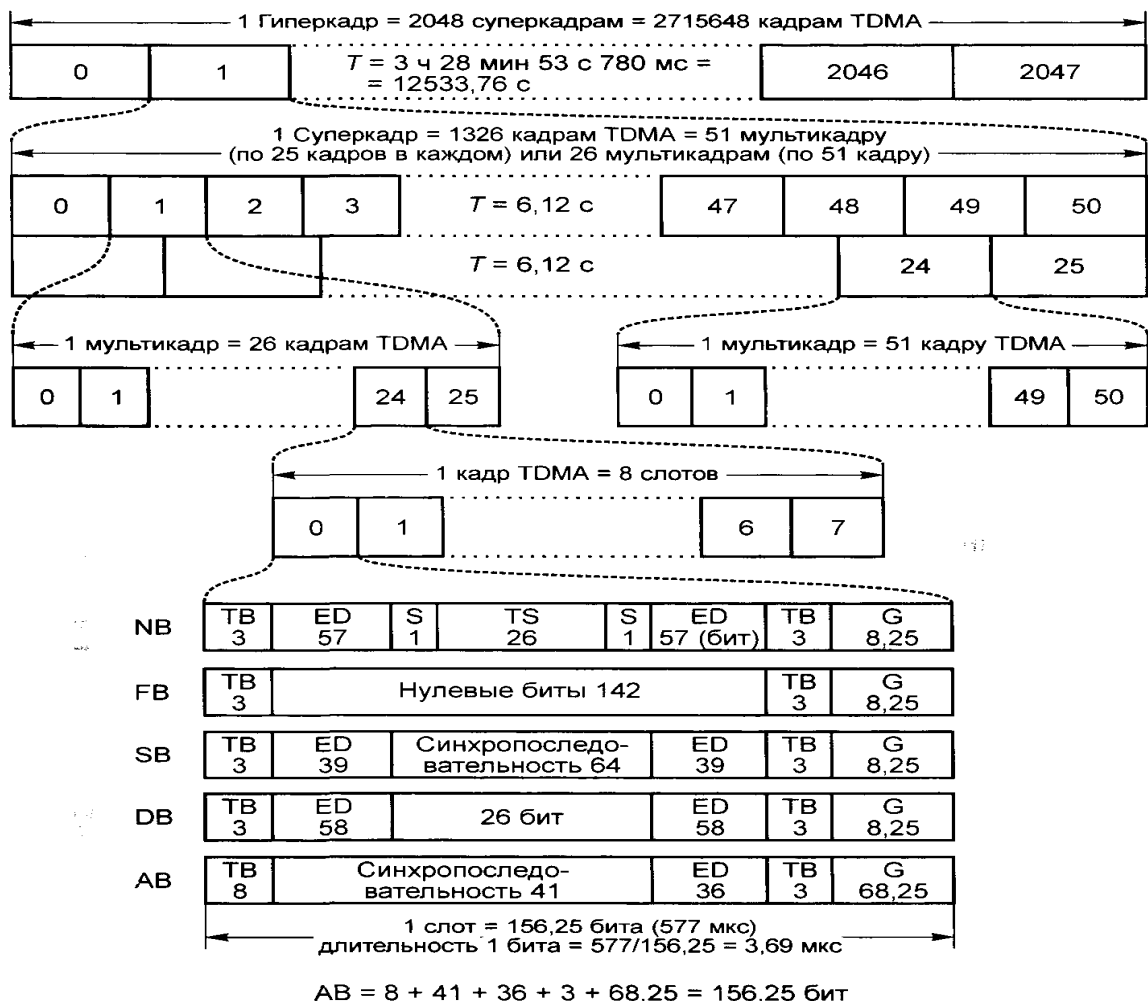 1 Гиперкадр = 2048 суперкадрам = 2715648 кадрам TDMA
0 1 T = 3 ч 28 мин 53 с 780 мс = 2046 2047
= 12533,76 с
1 Суперкадр = 1326 кадрам TDMA = 51 мультикадру
(по 25 кадров в каждом) или 26 мультикадрам (по 51 кадру)
0 1 2 3 T = 6,12 с 47 48 49 50
T = 6,12 с 24 25
1 мультикадр = 26 кадрам TDMA 1 мультикадр = 51 кадру TDMA
0 1 24 25 0 1 49 50
1 кадр TDMA = 8 слотов
0 1 6 7
NB TB 3 ED 57 S 1 TS 26 S 1 ED 57 (бит) TB 3 G 8,25
FB TB 3 Нулевые биты 142 TB 3 G 8,25
SB TB 3 ED 39 Синхропоследо-
вательность 64 ED 39 TB 3 G 8,25
DB TB 3 ED 58 26 бит ED 58 TB 3 G 8,25
AB TB 8 Синхропоследо-
вательность 41 ED 36 TB 3 G 68,25
1 слот = 156,25 бита (577 мкс)
длительность 1 бита = 577/156,25 = 3,69 мкс
AB = 8 + 41 + 36 + 3 + 68,25 = 156,25 бит